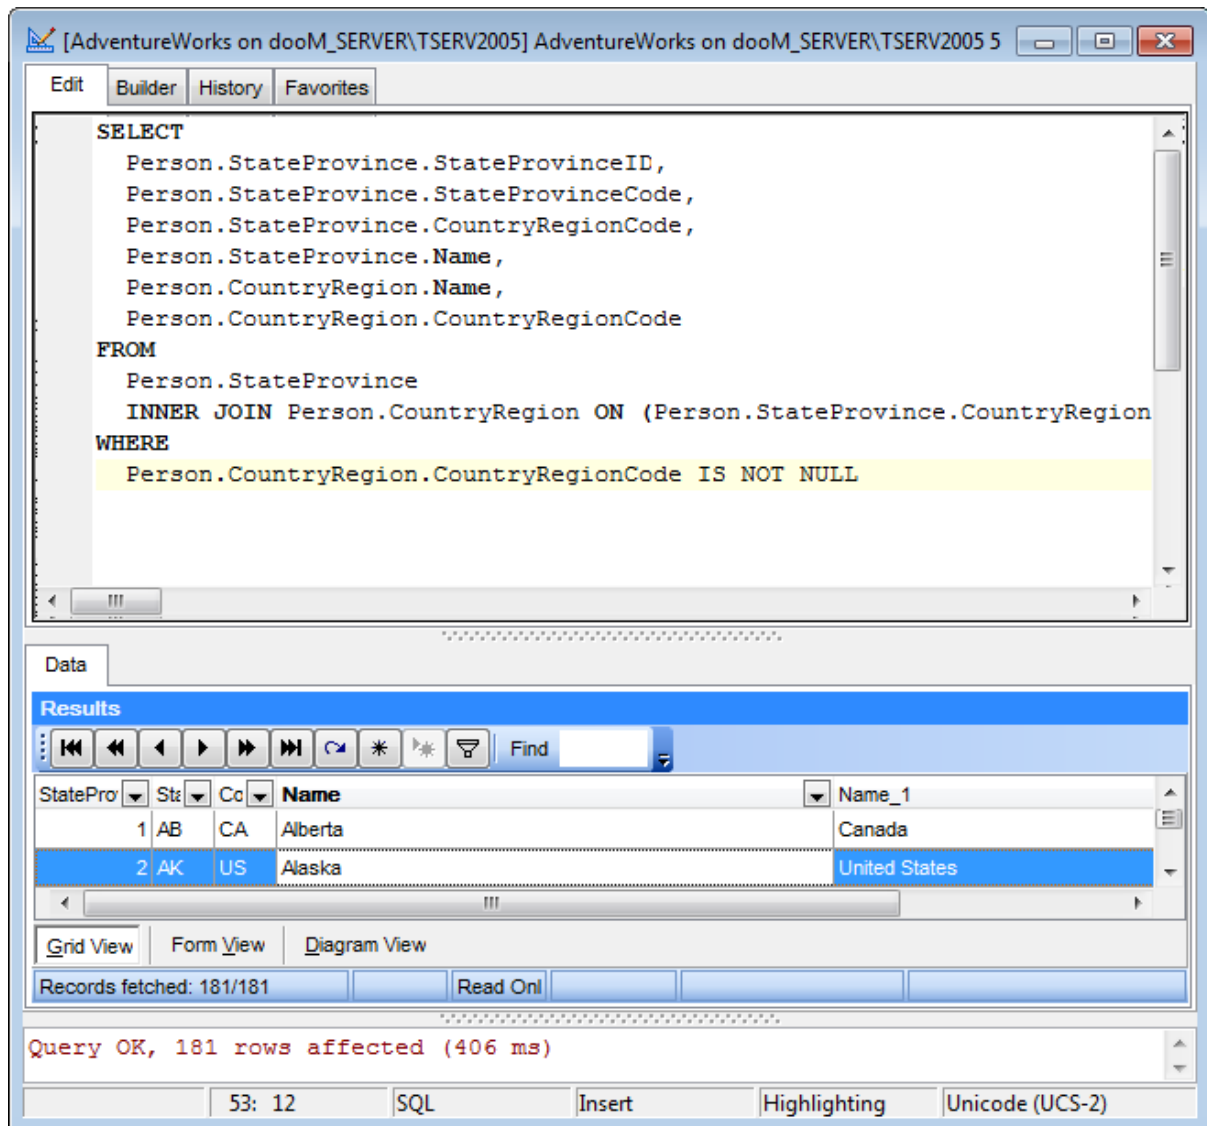 [AdventureWorks on dooM_SERVER\TSERV2005] AdventureWorks on dooM_SERVER\TSERV2005 5
Edit Builder History Favorites
SELECT
Person.StateProvince.StateProvinceID,
Person.StateProvince.StateProvinceCode,
Person.StateProvince.CountryRegionCode,
Person.StateProvince.Name,
Person.CountryRegion.Name,
Person.CountryRegion.CountryRegionCode
FROM
Person.StateProvince
INNER JOIN Person.CountryRegion ON (Person.StateProvince.CountryRegion
WHERE
Person.CountryRegion.CountryRegionCode IS NOT NULL
Data
Results
Find
StatePro Sta Co Name Name_1
1 AB CA Alberta Canada
2 AK US Alaska United States
Grid View Form View Diagram View
Records fetched: 181/181 Read Onl
Query OK, 181 rows affected (406 ms)
53: 12 SQL Insert Highlighting Unicode (UCS-2)